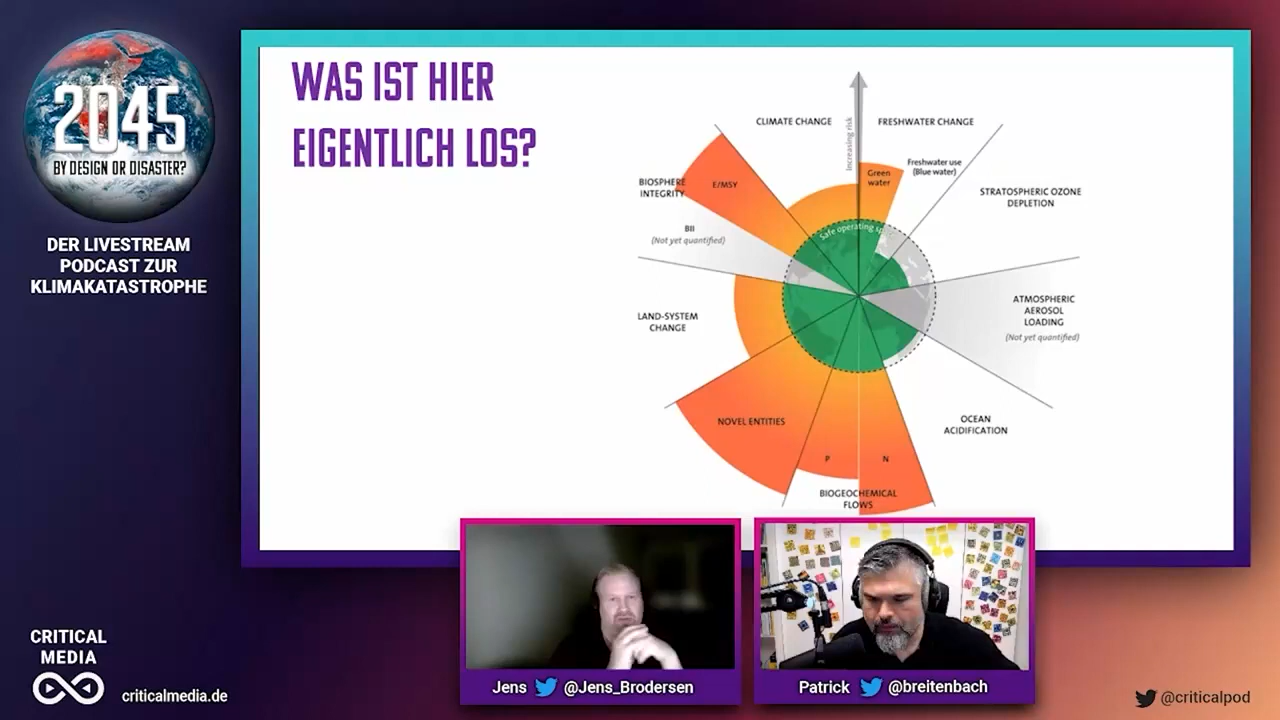 2045
BY DESIGN OR DISASTER?
DER LIVESTREAM
PODCAST ZUR
KLIMAKATASTROPHE
WAS IST HIER
EIGENTLICH LOS?
CLIMATE CHANGE
Increasing risk
FRESHWATER CHANGE
Green
water
Freshwater use
(Blue water)
BIOSPHERE
INTEGRITY
E/MSY
STRATOSPHERIC OZONE
DEPLETION
BII
(Not yet quantified)
Safe operating sp
LAND-SYSTEM
CHANGE
ATMOSPHERIC
AEROSOL
LOADING
(Not yet quantified)
NOVEL ENTITIES
OCEAN
ACIDIFICATION
P
N
BIOGEOCHEMICAL
FLOWS
CRITICAL
MEDIA
criticalmedia.de
Jens @Jens_Brodersen
Patrick @breitenbach
@criticalpod